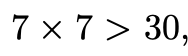 7 × 7 > 30,